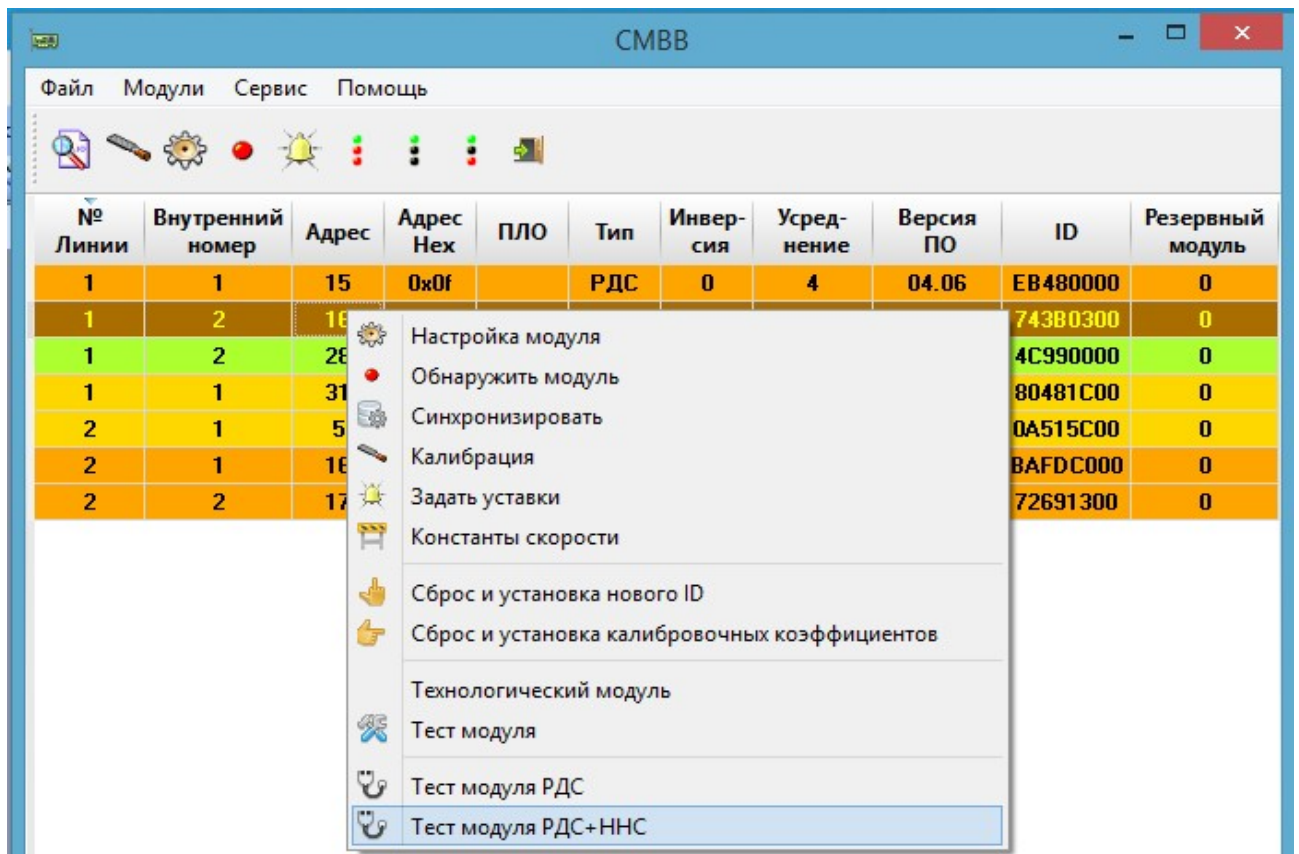 СМВВ
Файл Модули Сервис Помощь
№ Линии Внутренний номер Адрес Адрес Hex ПЛО Тип Инвер-сия Усред-нение Версия ПО ID Резервный модуль
1 1 15 0x0f РДС 0 4 04.06 EB480000 0
1 2 743B0300 0
1 2 4C990000 0
1 1 31 80481C00 0
2 1 5 0A515C00 0
2 1 BAFDC000 0
2 2 17 72691300 0
Настройка модуля
Обнаружить модуль
Синхронизировать
Калибрация
Задать уставки
Константы скорости
Сброс и установка нового ID
Сброс и установка калибровочных коэффициентов
Технологический модуль
Тест модуля
Тест модуля РДС
Тест модуля РДС+ННС